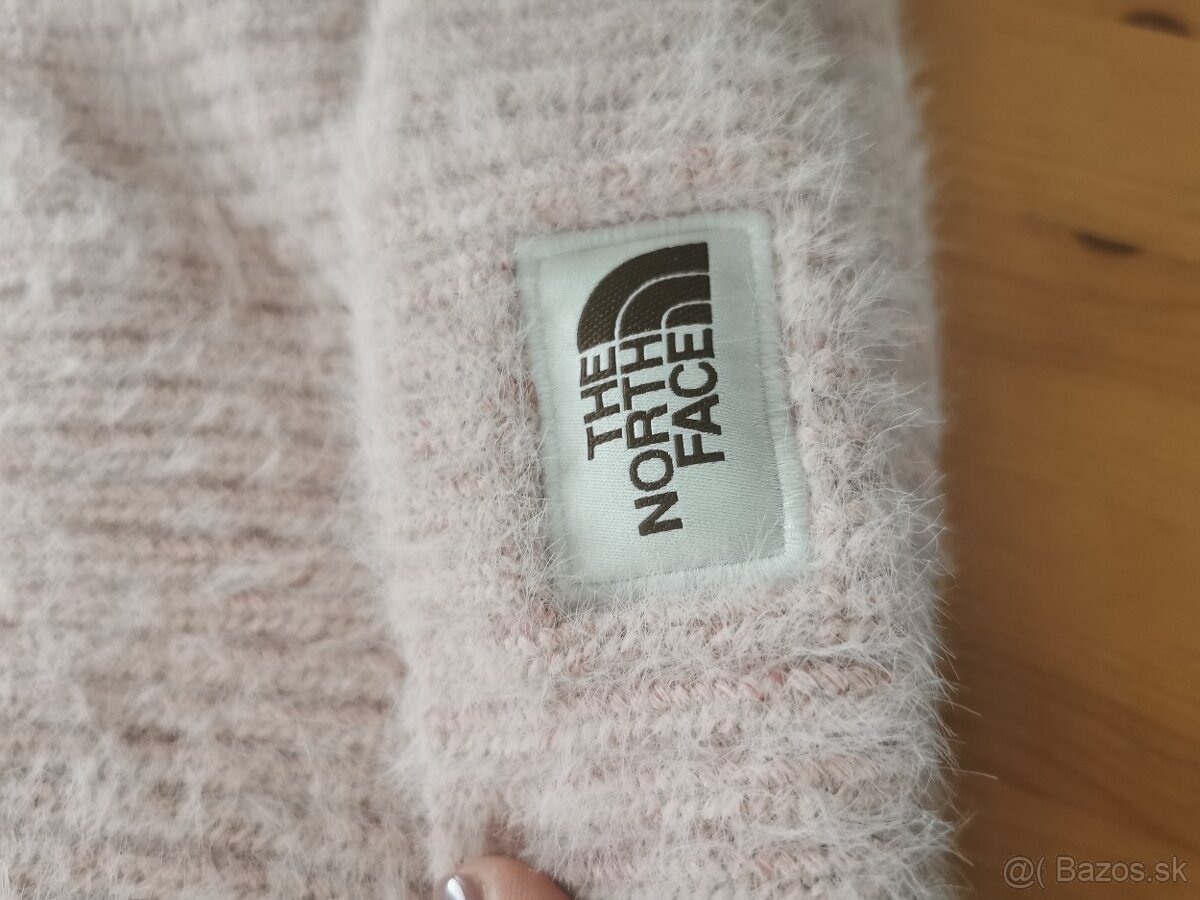 THE
NORTH
FACE
@( Bazos.sk